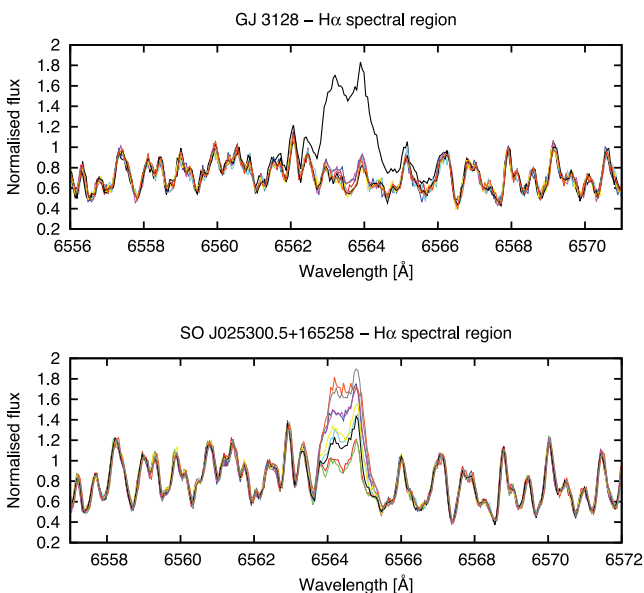 GJ 3128 – Hα spectral region
2
1.8
1.6
1.4
1.2
1
0.8
0.6
0.4
0.2
Normalised flux
6556 6558 6560 6562 6564 6566 6568 6570
Wavelength [Å]
SO J025300.5+165258 – Hα spectral region
2
1.8
1.6
1.4
1.2
1
0.8
0.6
0.4
0.2
Normalised flux
6558 6560 6562 6564 6566 6568 6570 6572
Wavelength [Å]